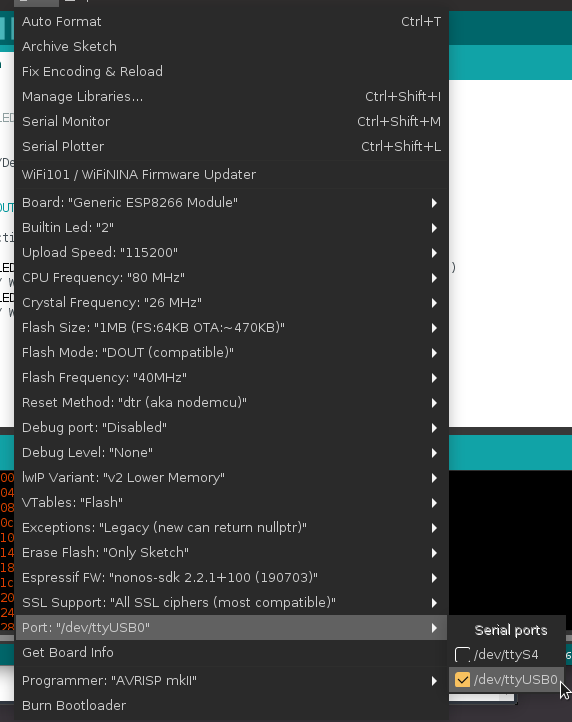 Auto Format Ctrl+T
Archive Sketch
Fix Encoding & Reload
Manage Libraries... Ctrl+Shift+I
Serial Monitor Ctrl+Shift+M
Serial Plotter Ctrl+Shift+L
WiFi101 / WiFiNINA Firmware Updater
Board: "Generic ESP8266 Module"
Builtin Led: "2"
Upload Speed: "115200"
CPU Frequency: "80 MHz"
Crystal Frequency: "26 MHz"
Flash Size: "1MB (FS:64KB OTA:~470KB)"
Flash Mode: "DOUT (compatible)"
Flash Frequency: "40MHz"
Reset Method: "dtr (aka nodemcu)"
Debug port: "Disabled"
Debug Level: "None"
lwIP Variant: "v2 Lower Memory"
VTables: "Flash"
Exceptions: "Legacy (new can return nullptr)"
Erase Flash: "Only Sketch"
Espressif FW: "nonos-sdk 2.2.1+100 (190703)"
SSL Support: "All SSL ciphers (most compatible)"
Port: "/dev/ttyUSB0"
Serial ports
/dev/ttyS4
/dev/ttyUSB0
Get Board Info
Programmer: "AVRISP mkII"
Burn Bootloader